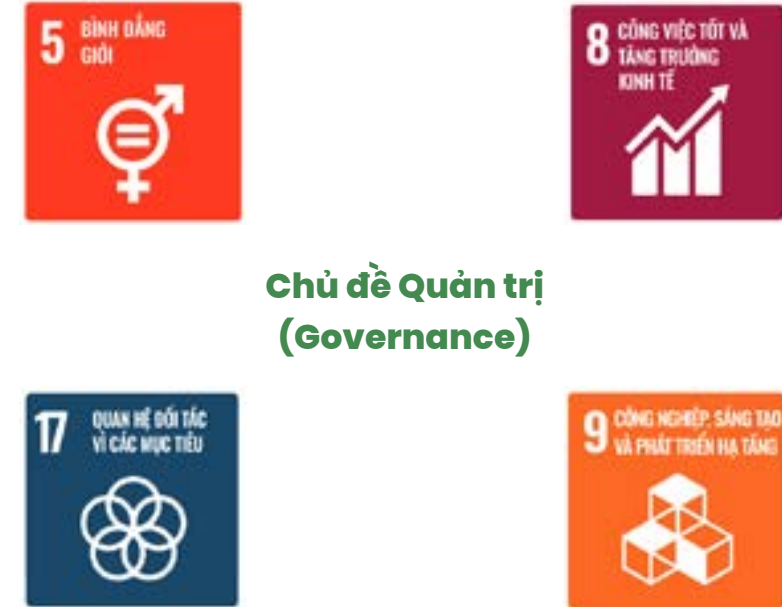 5 BÌNH ĐẲNG
GIỚI
8 CÔNG VIỆC TỐT VÀ
TĂNG TRƯỞNG
KINH TẾ
Chủ đề Quản trị
(Governance)
17 QUAN HỆ ĐỐI TÁC
VÌ CÁC MỤC TIÊU
9 CÔNG NGHIỆP, SÁNG TẠO
VÀ PHÁT TRIỂN HẠ TẦNG